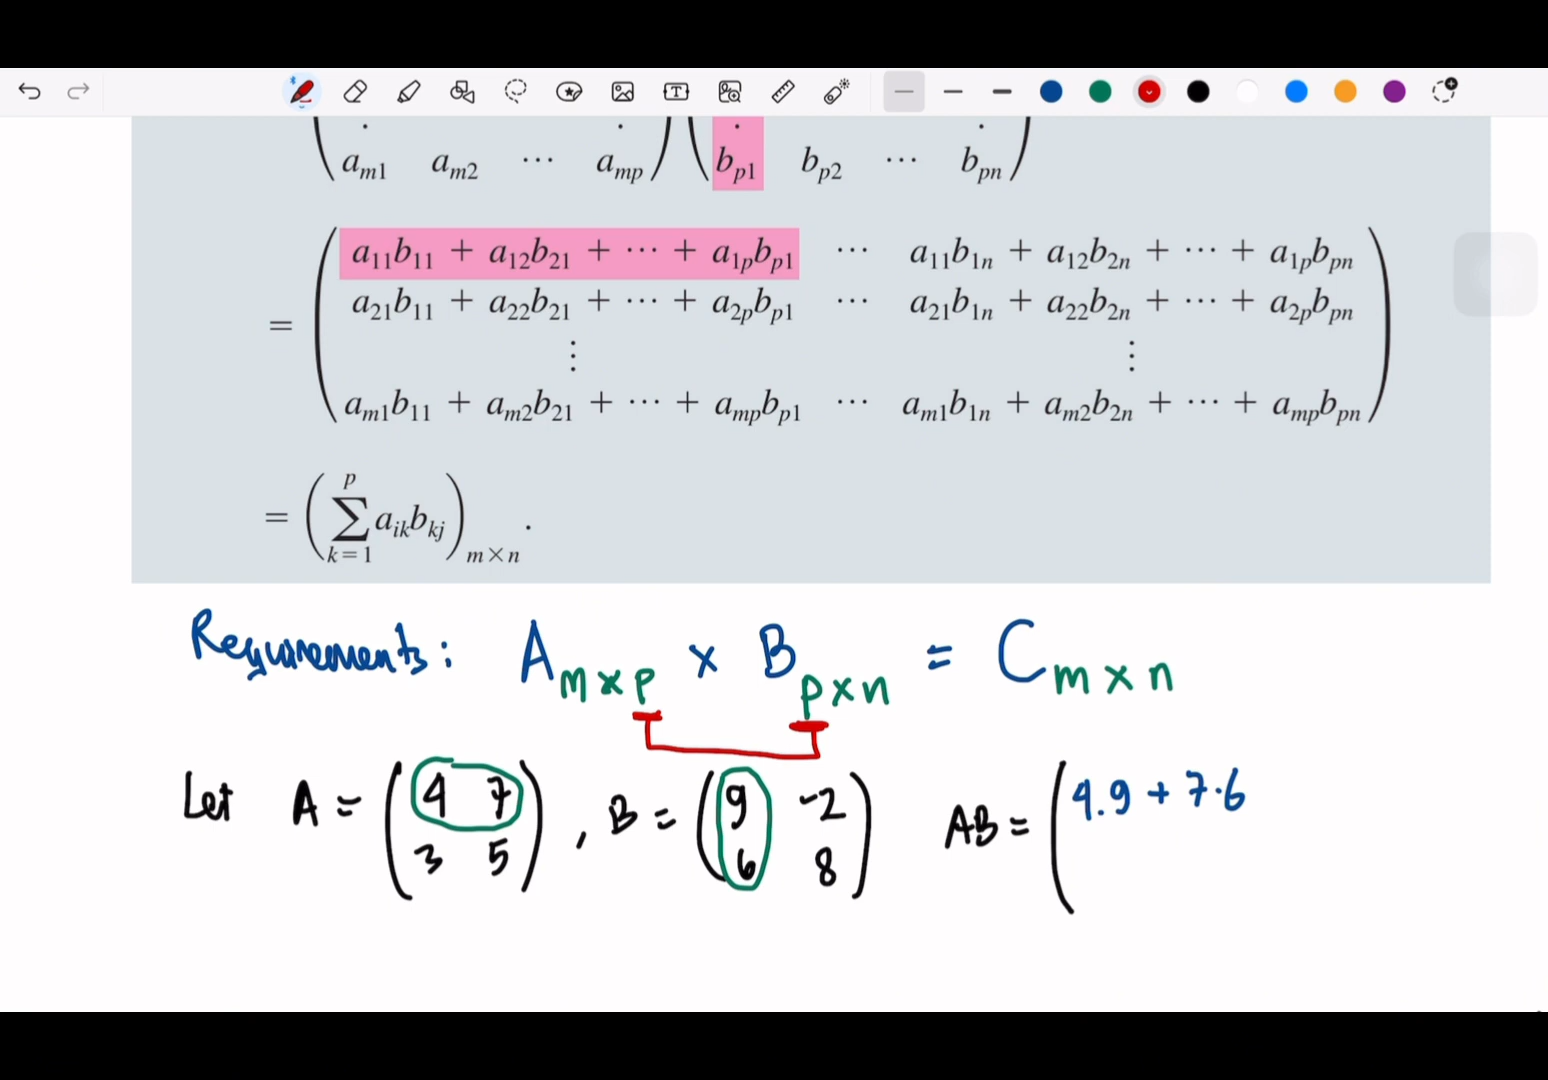 a_{m1} a_{m2} ⋯ a_{mp} b_{p1} b_{p2} ⋯ b_{pn}
a_{11}b_{11} + a_{12}b_{21} + ⋯ + a_{1p}b_{p1} ⋯ a_{11}b_{1n} + a_{12}b_{2n} + ⋯ + a_{1p}b_{pn}
= a_{21}b_{11} + a_{22}b_{21} + ⋯ + a_{2p}b_{p1} ⋯ a_{21}b_{1n} + a_{22}b_{2n} + ⋯ + a_{2p}b_{pn}
⋮ ⋮
a_{m1}b_{11} + a_{m2}b_{21} + ⋯ + a_{mp}b_{p1} ⋯ a_{m1}b_{1n} + a_{m2}b_{2n} + ⋯ + a_{mp}b_{pn}
= (∑_{k=1}^{p} a_{ik}b_{kj})_{m×n}.
Requirements: A_{m×p} × B_{p×n} = C_{m×n}
Let A = (4 7 , B = (9 -2 AB = (4.9 + 7.6
3 5) 6 8)